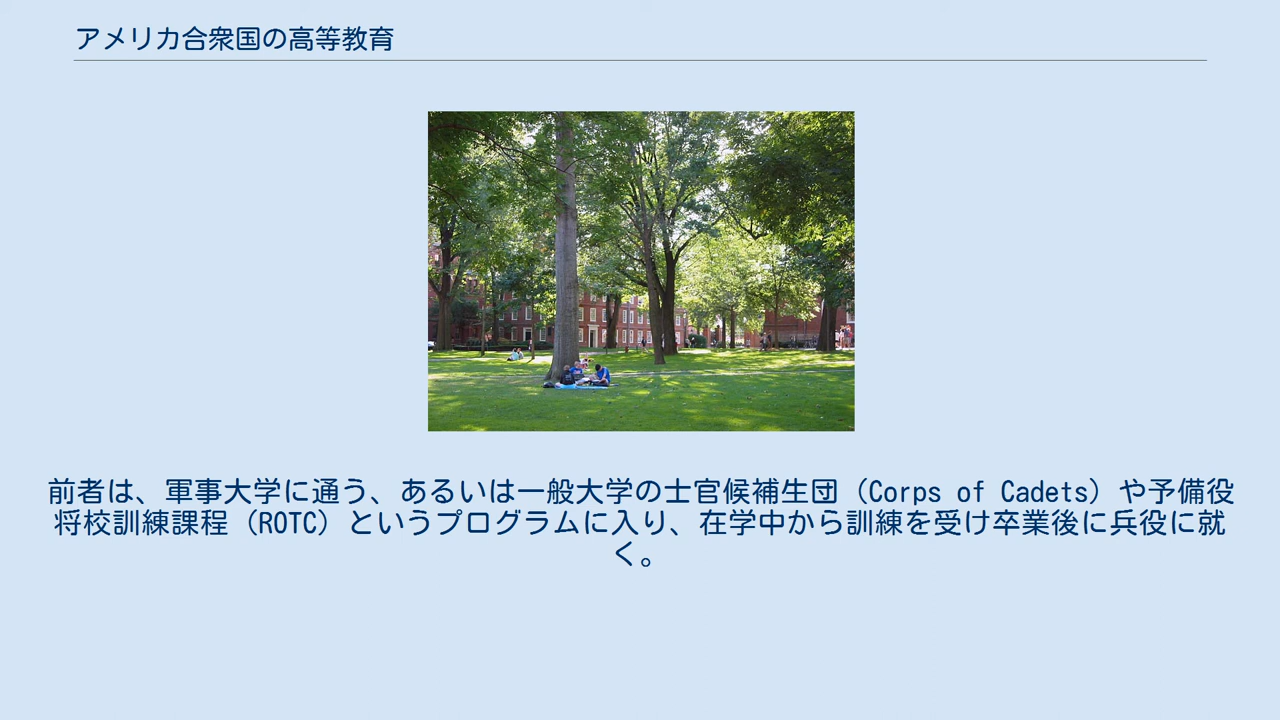 アメリカ合衆国の高等教育
前者は、軍事大学に通う、あるいは一般大学の士官候補生団（Corps of Cadets）や予備役
将校訓練課程（ROTC）というプログラムに入り、在学中から訓練を受け卒業後に兵役に就
く。